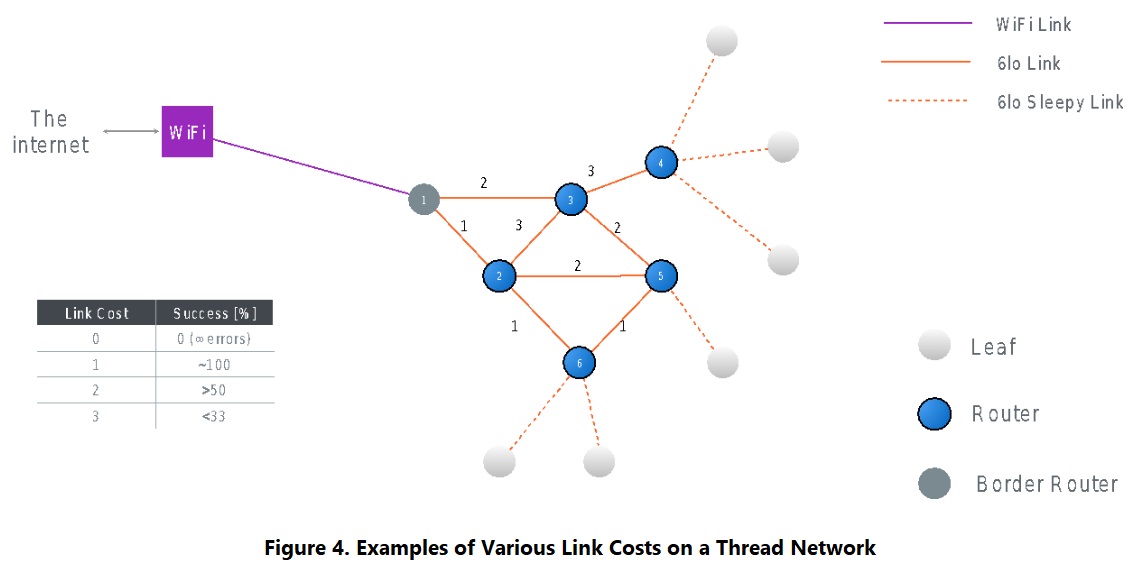 WiFi Link
6lo Link
6lo Sleepy Link
The
internet
WiFi
1
2
3
4
5
6
2
1
3
3
2
2
1
1
Link Cost Success [%]
0 0 (∞ errors)
1 ~100
2 >50
3 <33
Leaf
Router
Border Router
Figure 4. Examples of Various Link Costs on a Thread Network